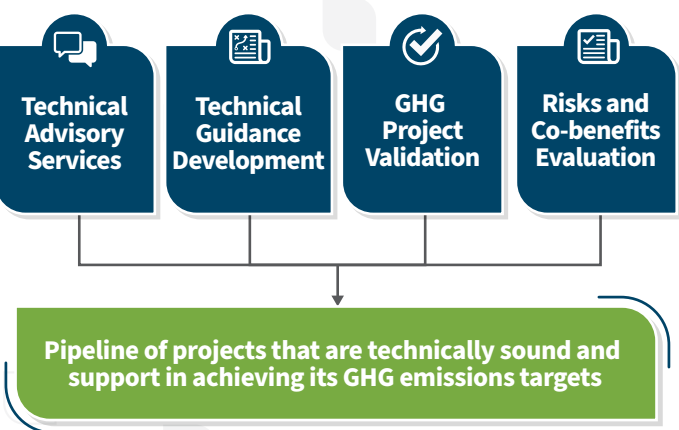 Technical
Advisory
Services
Technical
Guidance
Development
GHG
Project
Validation
Risks and
Co-benefits
Evaluation
Pipeline of projects that are technically sound and
support in achieving its GHG emissions targets